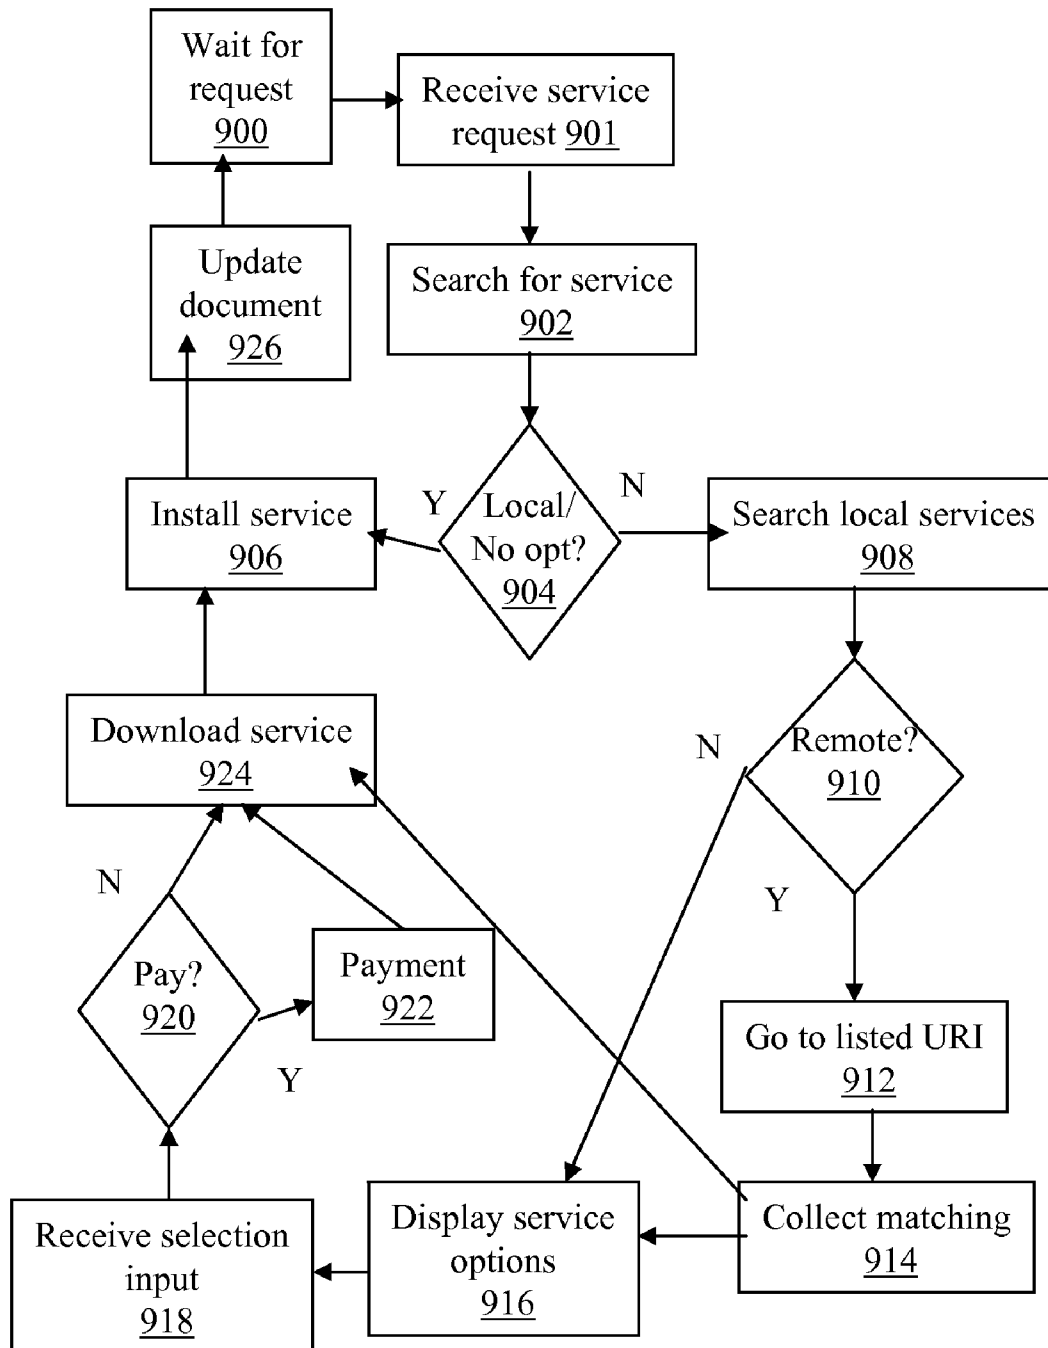 Wait for
request
900
Receive service
request 901
Update
document
926
Search for service
902
Install service
906
Y
Local/
No opt?
904
N
Search local services
908
Download service
924
N
Remote?
910
Y
N
Pay?
920
Y
Payment
922
Go to listed URI
912
Receive selection
input
918
Display service
options
916
Collect matching
914